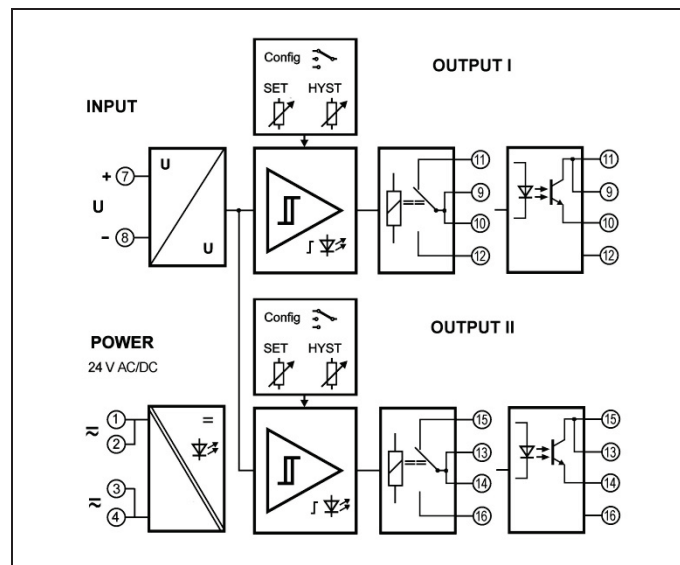 Config
OUTPUT I
SET HYST
INPUT
+ 7
U
- 8
U
U
11
9
10
12
11
9
10
12
Config
OUTPUT II
SET HYST
POWER
24 V AC/DC
1
2
3
4
=
15
13
14
16
15
13
14
16